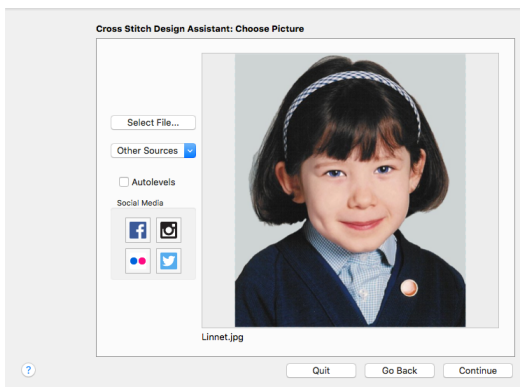 Cross Stitch Design Assistant: Choose Picture
Select File...
Other Sources
Autolevels
Social Media
Linnet.jpg
?
Quit
Go Back
Continue